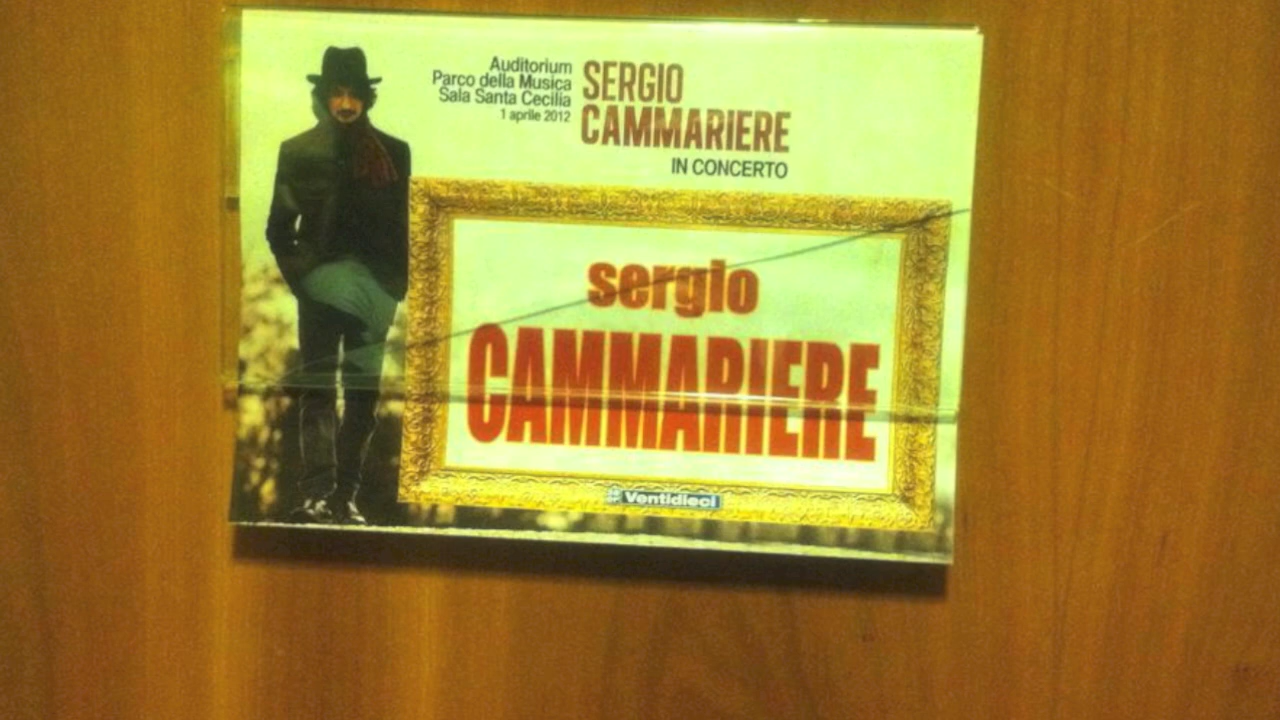 Auditorium
Parco della Musica
Sala Santa Cecilia
1 aprile 2012
SERGIO
CAMMARIERE
IN CONCERTO
sergio
CAMMARIERE
Ventidieci